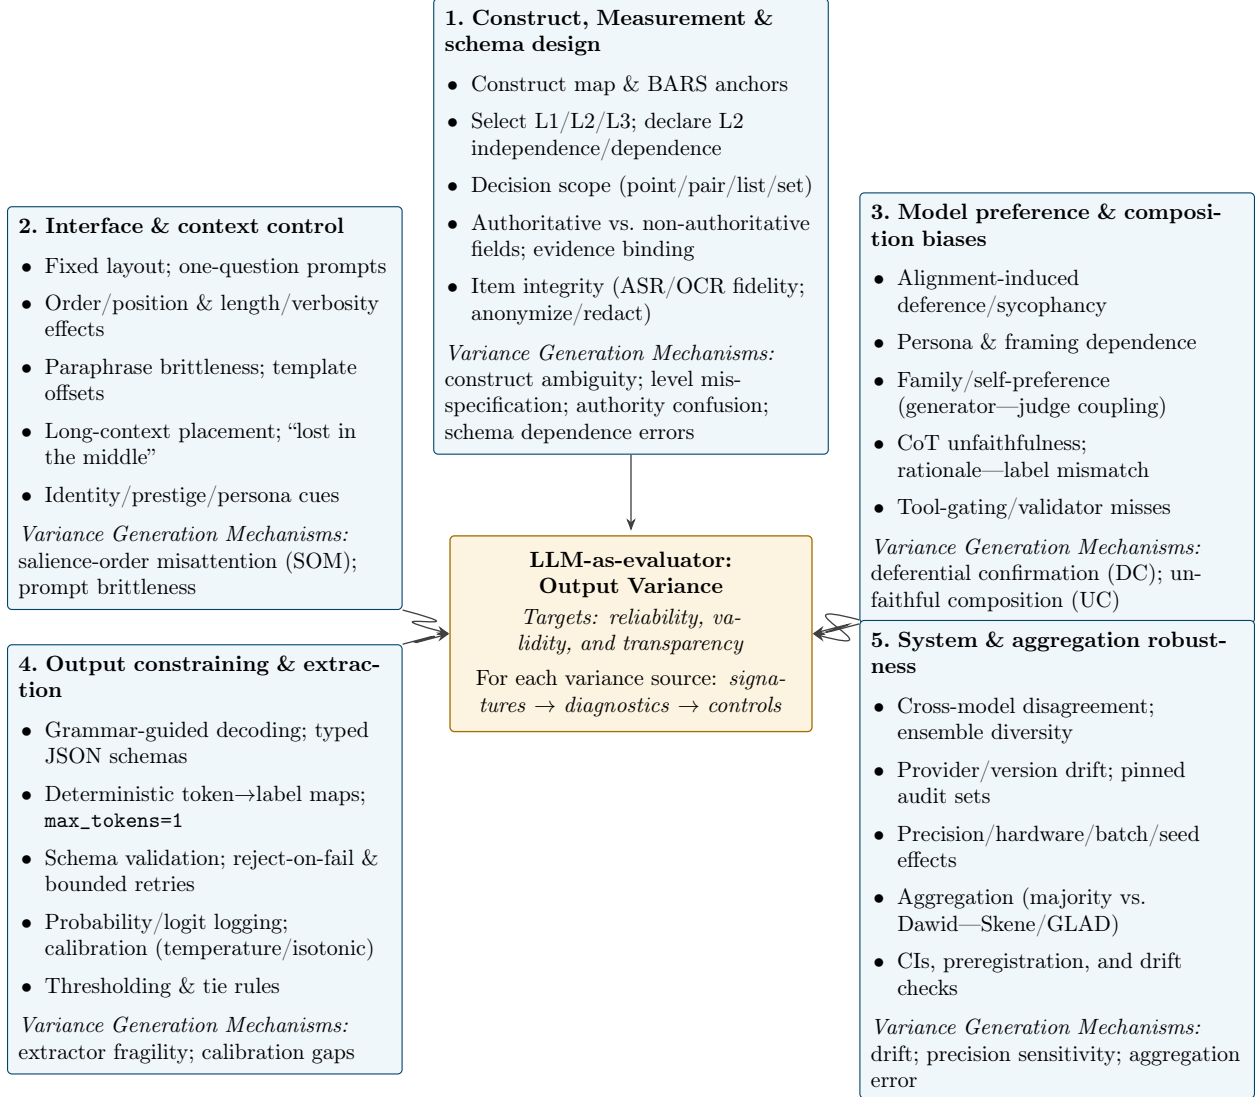 1. Construct, Measurement &
schema design
• Construct map & BARS anchors
• Select L1/L2/L3; declare L2
independence/dependence
• Decision scope (point/pair/list/set)
• Authoritative vs. non-authoritative
fields; evidence binding
• Item integrity (ASR/OCR fidelity;
anonymize/redact)
Variance Generation Mechanisms:
construct ambiguity; level mis-
specification; authority confusion;
schema dependence errors
2. Interface & context control
• Fixed layout; one-question prompts
• Order/position & length/verbosity
effects
• Paraphrase brittleness; template
offsets
• Long-context placement; “lost in
the middle”
• Identity/prestige/persona cues
Variance Generation Mechanisms:
salience-order misattention (SOM);
prompt brittleness
3. Model preference & composi-
tion biases
• Alignment-induced
deference/sycophancy
• Persona & framing dependence
• Family/self-preference
(generator—judge coupling)
• CoT unfaithfulness;
rationale—label mismatch
• Tool-gating/validator misses
Variance Generation Mechanisms:
deferential confirmation (DC); un-
faithful composition (UC)
LLM-as-evaluator:
Output Variance
Targets: reliability, va-
lidity, and transparency
For each variance source: signa-
tures → diagnostics → controls
4. Output constraining & extrac-
tion
• Grammar-guided decoding; typed
JSON schemas
• Deterministic token→label maps;
max_tokens=1
• Schema validation; reject-on-fail &
bounded retries
• Probability/logit logging;
calibration (temperature/isotonic)
• Thresholding & tie rules
Variance Generation Mechanisms:
extractor fragility; calibration gaps
5. System & aggregation robust-
ness
• Cross-model disagreement;
ensemble diversity
• Provider/version drift; pinned
audit sets
• Precision/hardware/batch/seed
effects
• Aggregation (majority vs.
Dawid—Skene/GLAD)
• CIs, preregistration, and drift
checks
Variance Generation Mechanisms:
drift; precision sensitivity; aggregation
error